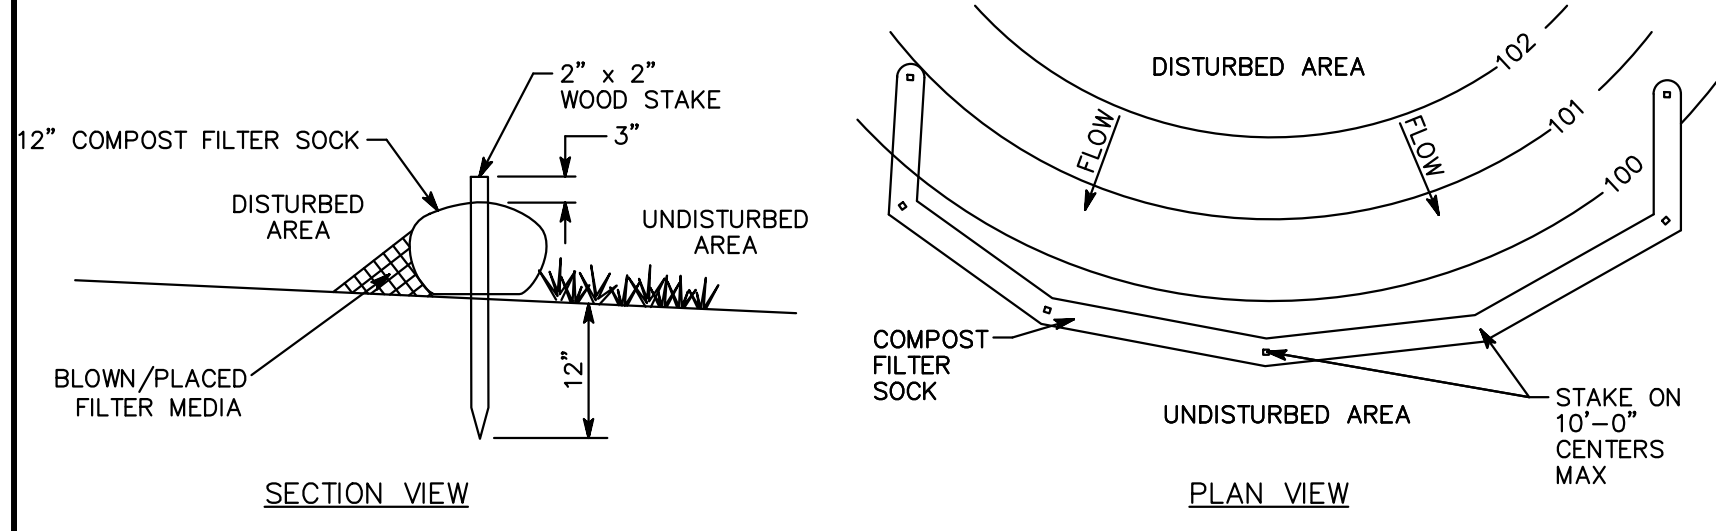 2” x 2”
WOOD STAKE
3”
12” COMPOST FILTER SOCK
DISTURBED
AREA
UNDISTURBED
AREA
12”
BLOWN/PLACED
FILTER MEDIA
SECTION VIEW
DISTURBED AREA
102
101
100
FLOW
FLOW
COMPOST
FILTER
SOCK
UNDISTURBED AREA
STAKE ON
10’-0”
CENTERS
MAX
PLAN VIEW